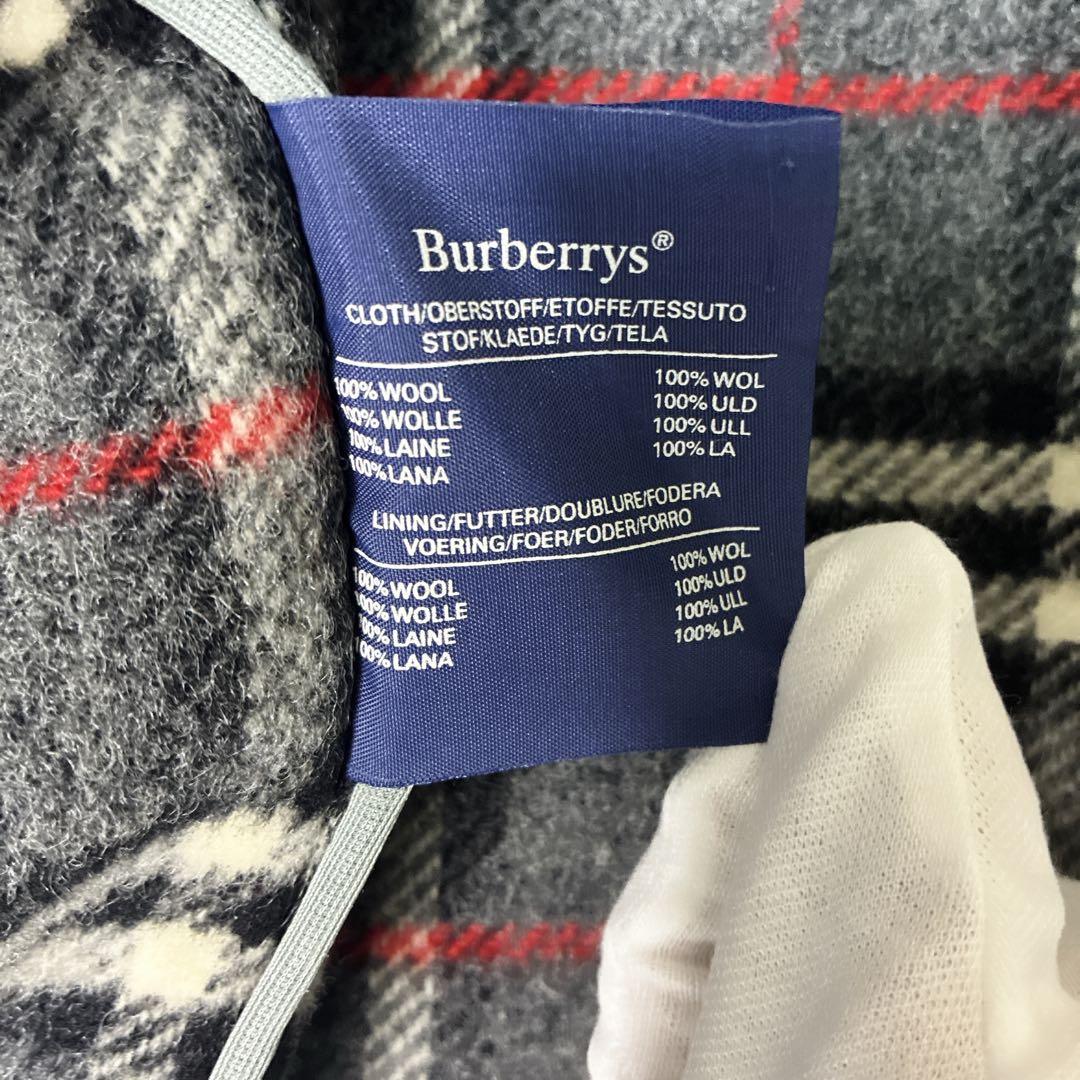 Burberrys®
CLOTH/OBERSTOFF/ETOFFE/TESSUTO
STOF/KLAEDE/TYG/TELA
100% WOOL 100% WOL
100% WOLLE 100% ULD
100% LAINE 100% ULL
100% LANA 100% LA
LINING/FUTTER/DOUBLURE/FODERA
VOERING/FOER/FODER/FORRO
100% WOOL 100% WOL
100% WOLLE 100% ULD
100% LAINE 100% ULL
100% LANA 100% LA